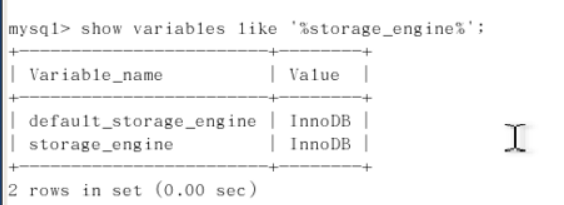 mysql> show variables like '%storage_engine%';
+------------------------+--------+
| Variable_name          | Value  |
+------------------------+--------+
| default_storage_engine | InnoDB |
| storage_engine         | InnoDB |
+------------------------+--------+
2 rows in set (0.00 sec)